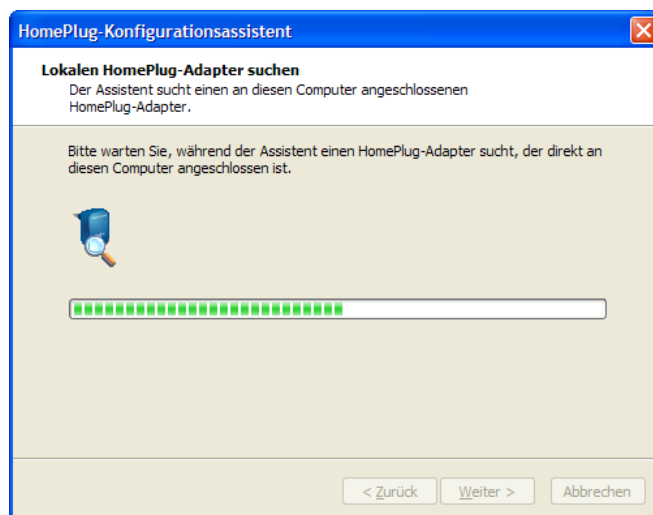 HomePlug-Konfigurationsassistent
Lokalen HomePlug-Adapter suchen
Der Assistent sucht einen an diesen Computer angeschlossenen
HomePlug-Adapter.
Bitte warten Sie, während der Assistent einen HomePlug-Adapter sucht, der direkt an
diesen Computer angeschlossen ist.
< Zurück Weiter > Abbrechen